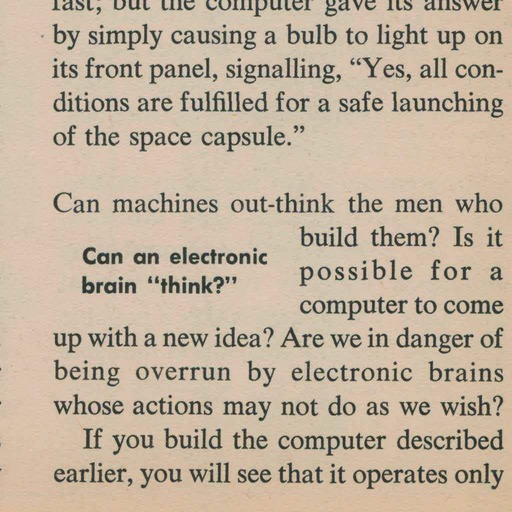 fast; but the computer gave its answer
by simply causing a bulb to light up on
its front panel, signalling, “Yes, all con-
ditions are fulfilled for a safe launching
of the space capsule.”
Can machines out-think the men who
Can an electronic
brain “think?”
build them? Is it
possible for a
computer to come
up with a new idea? Are we in danger of
being overrun by electronic brains
whose actions may not do as we wish?
If you build the computer described
earlier, you will see that it operates only